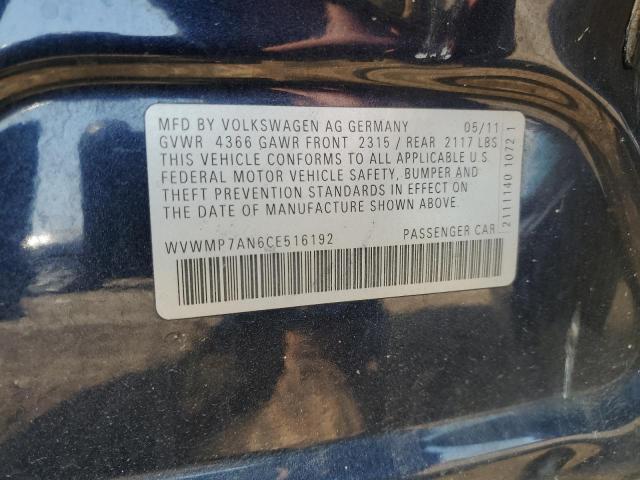 MFD BY VOLKSWAGEN AG GERMANY 05/11
GVWR 4366 GAWR FRONT 2315 / REAR 2117 LBS
THIS VEHICLE CONFORMS TO ALL APPLICABLE U.S.
FEDERAL MOTOR VEHICLE SAFETY, BUMPER AND
THEFT PREVENTION STANDARDS IN EFFECT ON
THE DATE OF MANUFACTURE SHOWN ABOVE.
WVWMP7AN6CE516192 PASSENGER CAR
2111140 1072 1